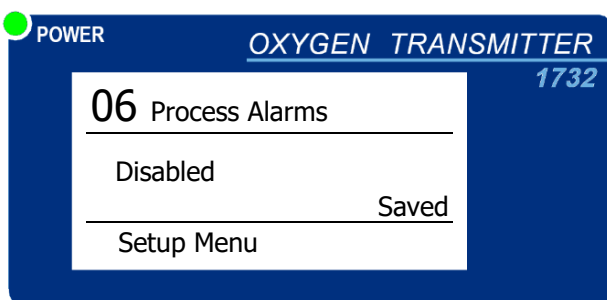 POWER
OXYGEN TRANSMITTER
1732
06 Process Alarms
Disabled
Saved
Setup Menu